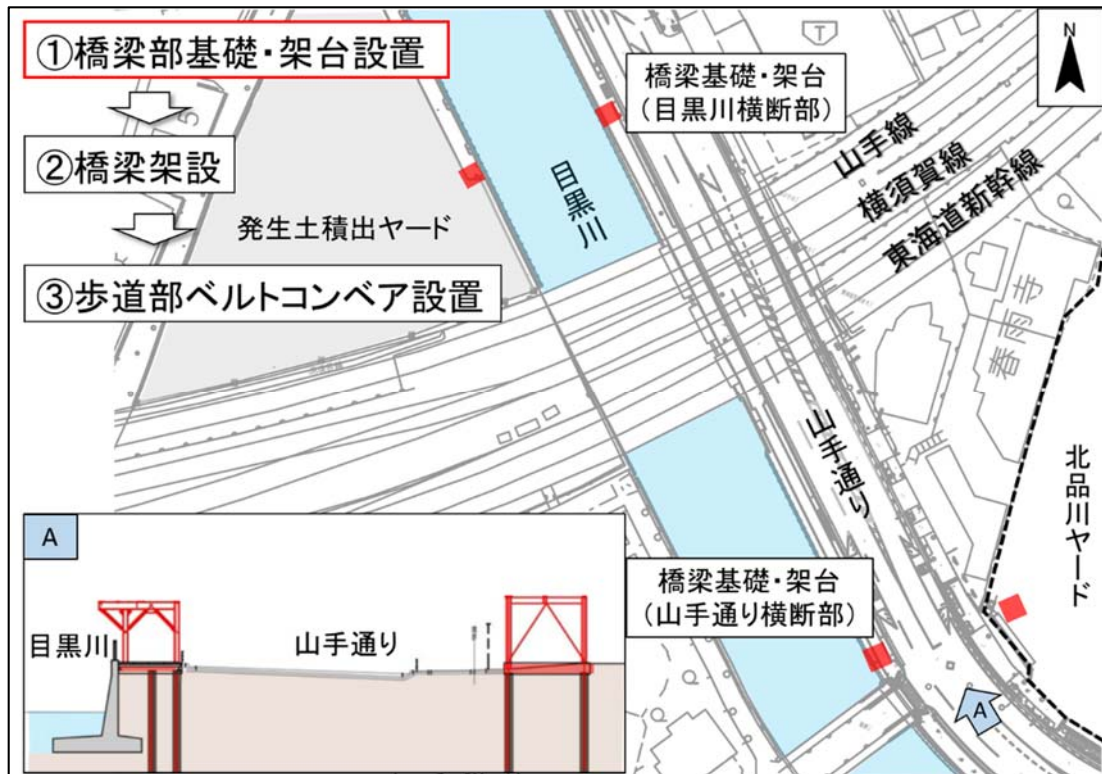 ①橋梁部基礎・架台設置
②橋梁架設
③歩道部ベルトコンベア設置
発生土積出ヤード
目黒川
橋梁基礎・架台
(目黒川横断部)
N
山手線
横須賀線
東海道新幹線
春雨寺
山手通り
北品川ヤード
橋梁基礎・架台
(山手通り横断部)
A
A
目黒川
山手通り